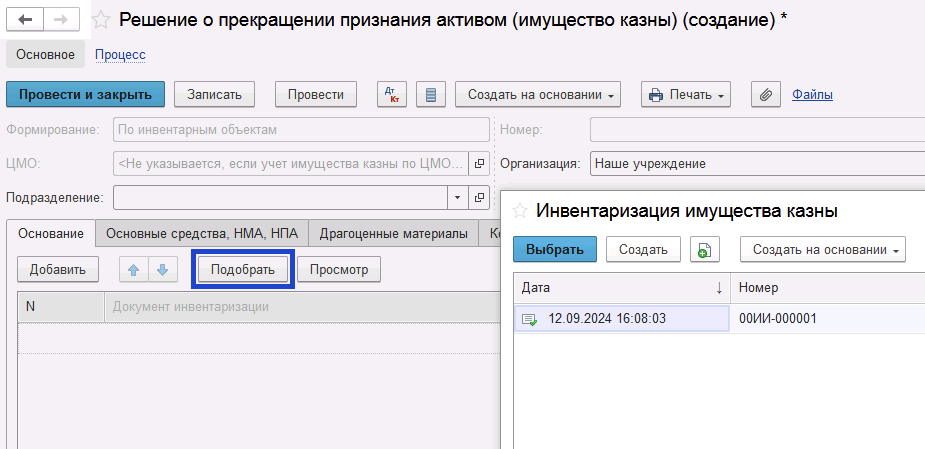 Решение о прекращении признания активом (имущество казны) (создание) *
Основное Процесс
Провести и закрыть Записать Провести Дт Кт Создать на основании Печать Файлы
Формирование: По инвентарным объектам Номер:
ЦМО: <Не указывается, если учет имущества казны по ЦМО... Организация: Наше учреждение
Подразделение:
Основание Основные средства, НМА, НПА Драгоценные материалы
Добавить Подобрать Просмотр
N Документ инвентаризации
Инвентаризация имущества казны
Выбрать Создать Создать на основании
Дата ↓ Номер
12.09.2024 16:08:03 00ИИ-000001